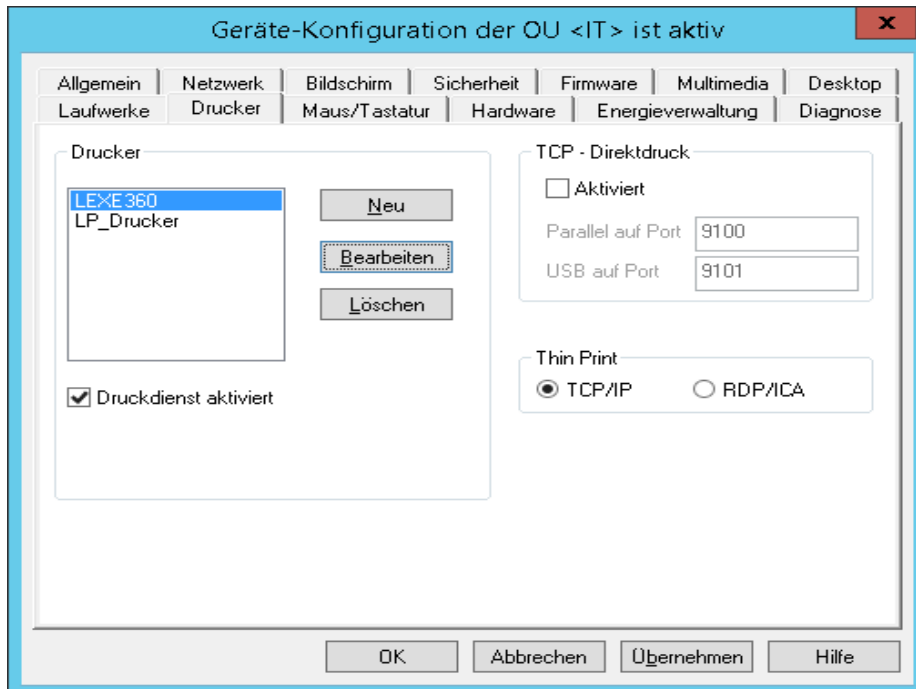 Geräte-Konfiguration der OU <IT> ist aktiv
x
Allgemein Netzwerk Bildschirm Sicherheit Firmware Multimedia Desktop
Laufwerke Drucker Maus/Tastatur Hardware Energieverwaltung Diagnose
Drucker
LEXE360
LP_Drucker
Neu
Bearbeiten
Löschen
Druckdienst aktiviert
TCP - Direktdruck
Aktiviert
Parallel auf Port 9100
USB auf Port 9101
Thin Print
TCP/IP RDP/ICA
OK Abbrechen Übernehmen Hilfe